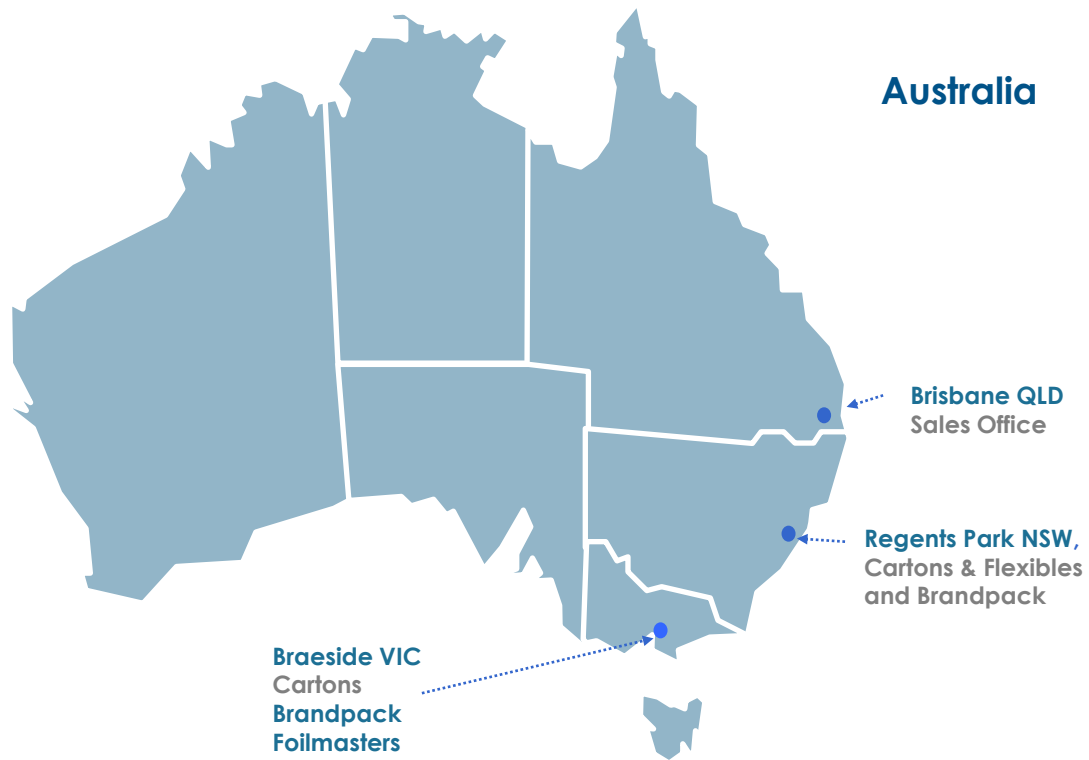 Australia
Brisbane QLD
Sales Office
Regents Park NSW,
Cartons & Flexibles
and Brandpack
Braeside VIC
Cartons
Brandpack
Foilmasters